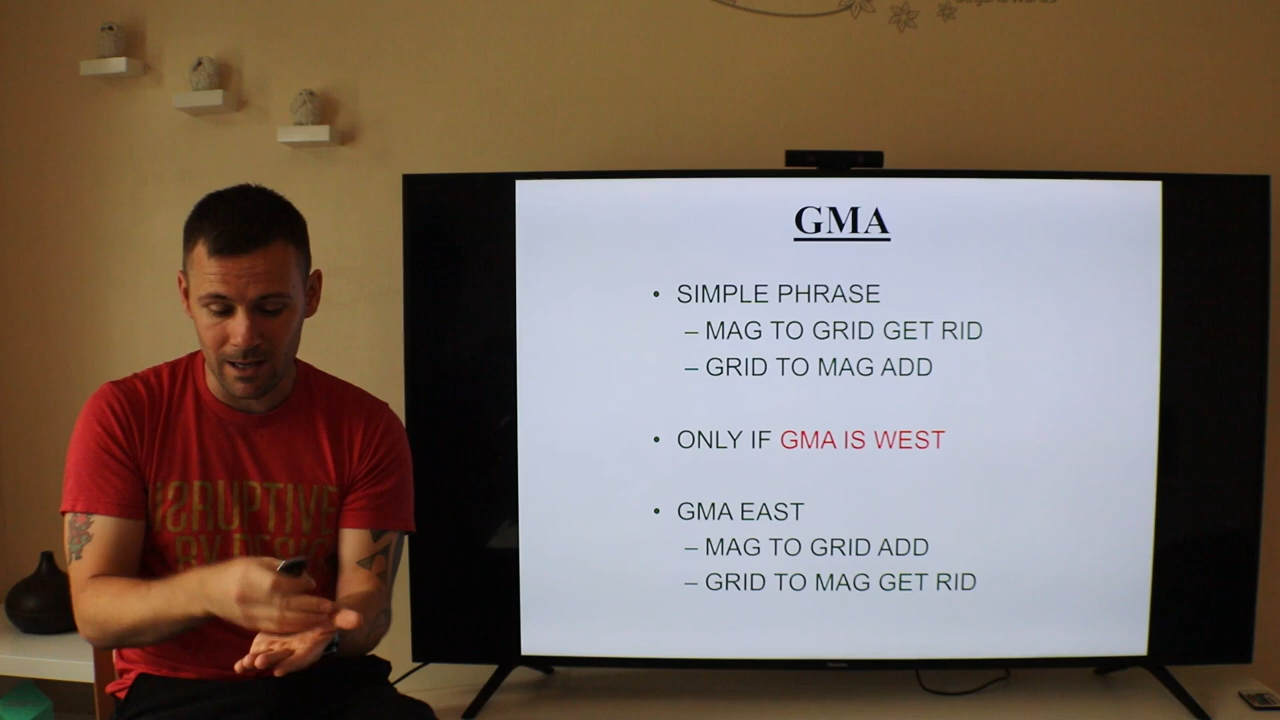 GMA
• SIMPLE PHRASE
– MAG TO GRID GET RID
– GRID TO MAG ADD
• ONLY IF GMA IS WEST
• GMA EAST
– MAG TO GRID ADD
– GRID TO MAG GET RID